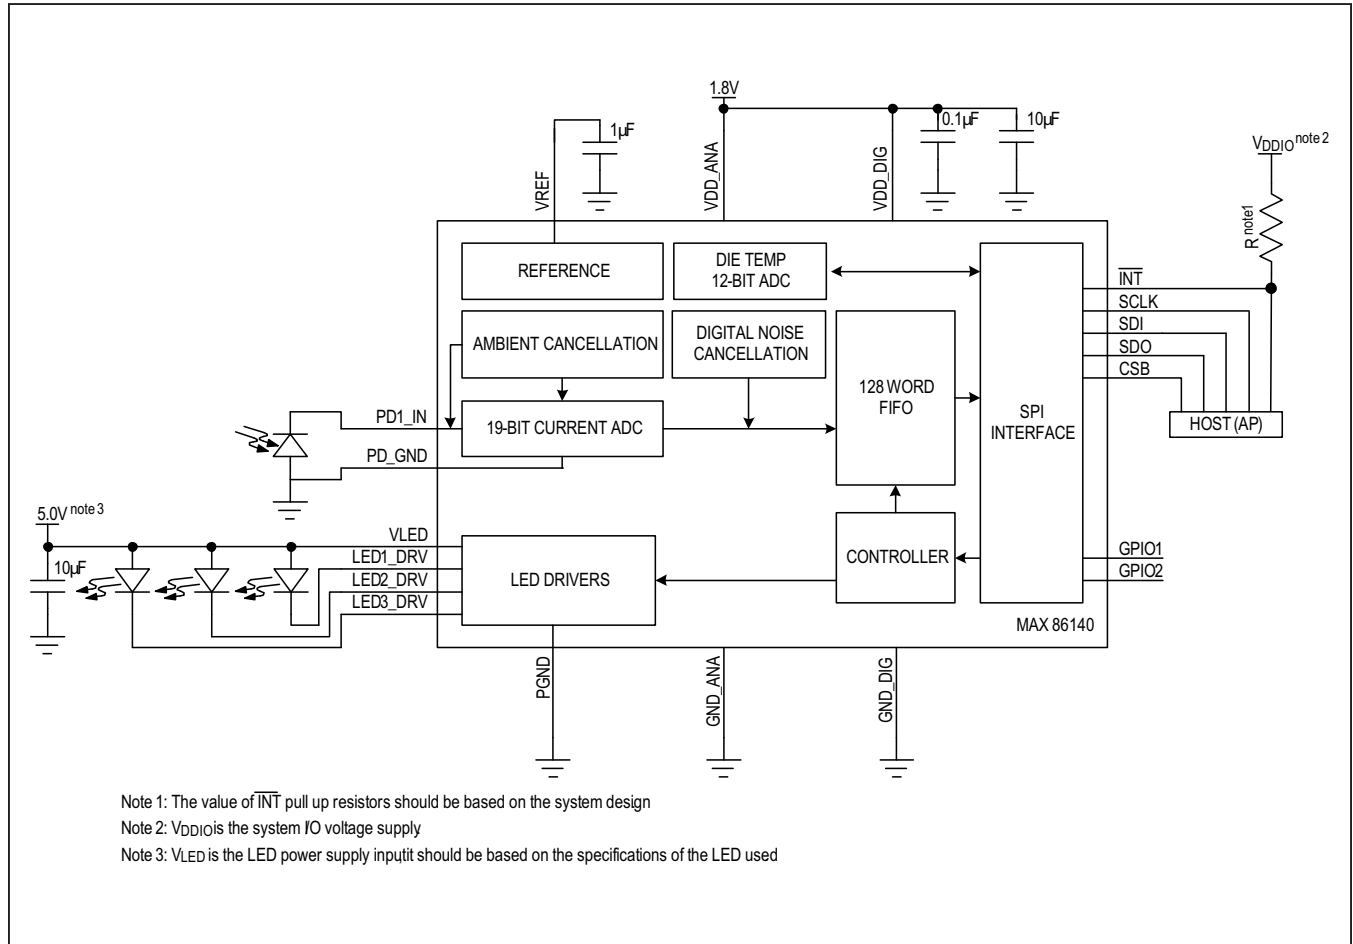 1.8V
1µF
0.1µF
10µF
VDDIO note 2
VREF
VDD_ANA
VDD_DIG
R note1
REFERENCE
DIE TEMP
12-BIT ADC
INT
SCLK
SDI
SDO
CSB
AMBIENT CANCELLATION
DIGITAL NOISE
CANCELLATION
128 WORD
FIFO
SPI
INTERFACE
HOST (AP)
PD1_IN
19-BIT CURRENT ADC
PD_GND
5.0V note 3
10µF
VLED
LED1_DRV
LED2_DRV
LED3_DRV
LED DRIVERS
CONTROLLER
GPIO1
GPIO2
MAX 86140
PGND
GND_ANA
GND_DIG
Note 1: The value of INT pull up resistors should be based on the system design
Note 2: VDDIO is the system I/O voltage supply
Note 3: VLED is the LED power supply input,it should be based on the specifications of the LED used